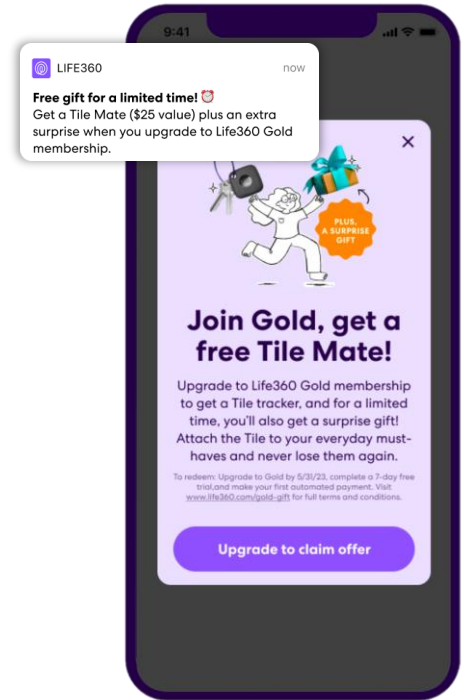 9:41
LIFE360
now
Free gift for a limited time! ⏰
Get a Tile Mate ($25 value) plus an extra
surprise when you upgrade to Life360 Gold
membership.
PLUS,
A SURPRISE
GIFT
Join Gold, get a
free Tile Mate!
Upgrade to Life360 Gold membership
to get a Tile tracker, and for a limited
time, you'll also get a surprise gift!
Attach the Tile to your everyday must-
haves and never lose them again.
To redeem: Upgrade to Gold by 5/31/23, complete a 7-day free
trial,and make your first automated payment. Visit
www.life360.com/gold-gift for full terms and conditions.
Upgrade to claim offer